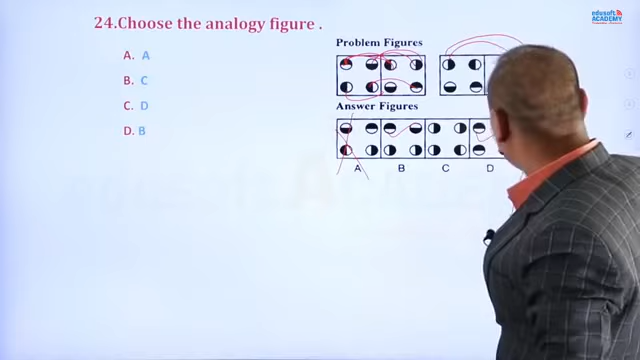 edusoft
ACADEMY
24.Choose the analogy figure .
A. A
B. C
C. D
D. B
Problem Figures
Answer Figures
A B C D